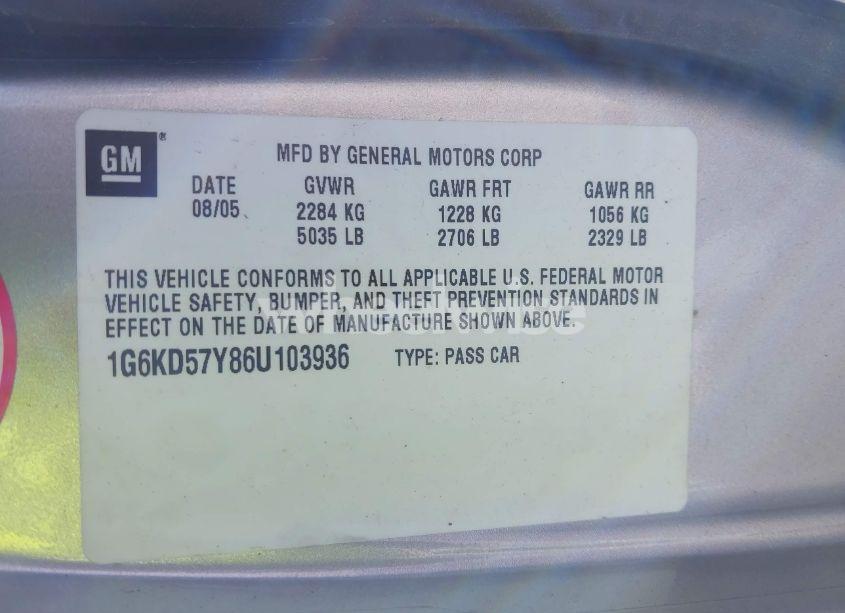 GM ®
MFD BY GENERAL MOTORS CORP
DATE GVWR GAWR FRT GAWR RR
08/05 2284 KG 1228 KG 1056 KG
5035 LB 2706 LB 2329 LB
THIS VEHICLE CONFORMS TO ALL APPLICABLE U.S. FEDERAL MOTOR
VEHICLE SAFETY, BUMPER, AND THEFT PREVENTION STANDARDS IN
EFFECT ON THE DATE OF MANUFACTURE SHOWN ABOVE.
1G6KD57Y86U103936 TYPE: PASS CAR